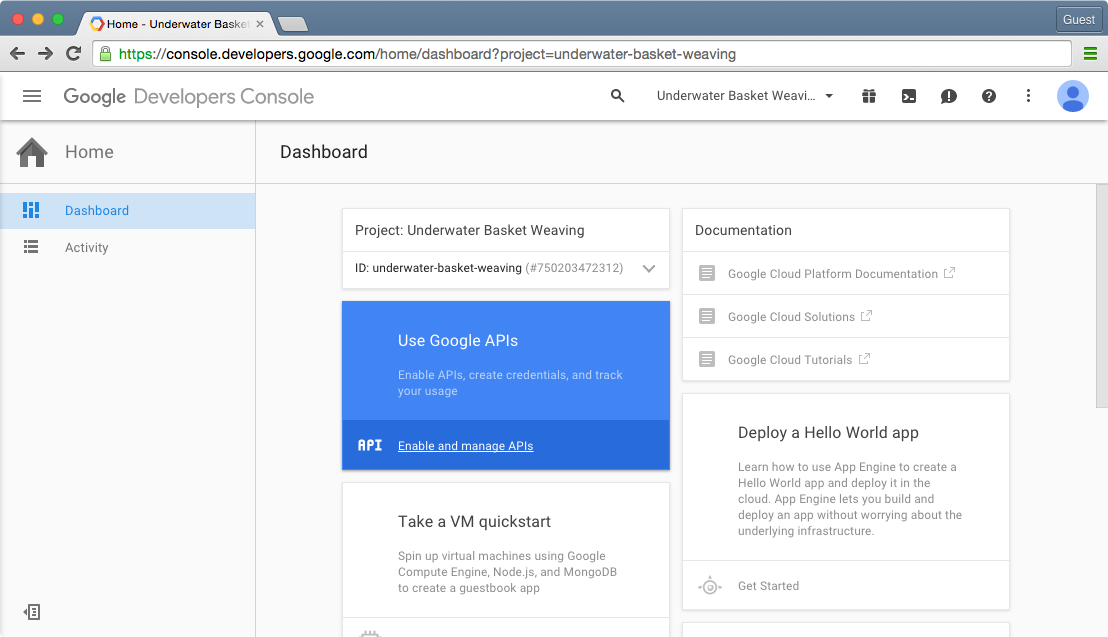 Home - Underwater Basket
Guest
https://console.developers.google.com/home/dashboard?project=underwater-basket-weaving
Google Developers Console
Underwater Basket Weavi...
Home
Dashboard
Dashboard
Activity
Project: Underwater Basket Weaving
ID: underwater-basket-weaving (#750203472312)
Use Google APIs
Enable APIs, create credentials, and track
your usage
API
Enable and manage APIs
Take a VM quickstart
Spin up virtual machines using Google
Compute Engine, Node.js, and MongoDB
to create a guestbook app
Documentation
Google Cloud Platform Documentation
Google Cloud Solutions
Google Cloud Tutorials
Deploy a Hello World app
Learn how to use App Engine to create a
Hello World app and deploy it in the
cloud. App Engine lets you build and
deploy an app without worrying about the
underlying infrastructure.
Get Started